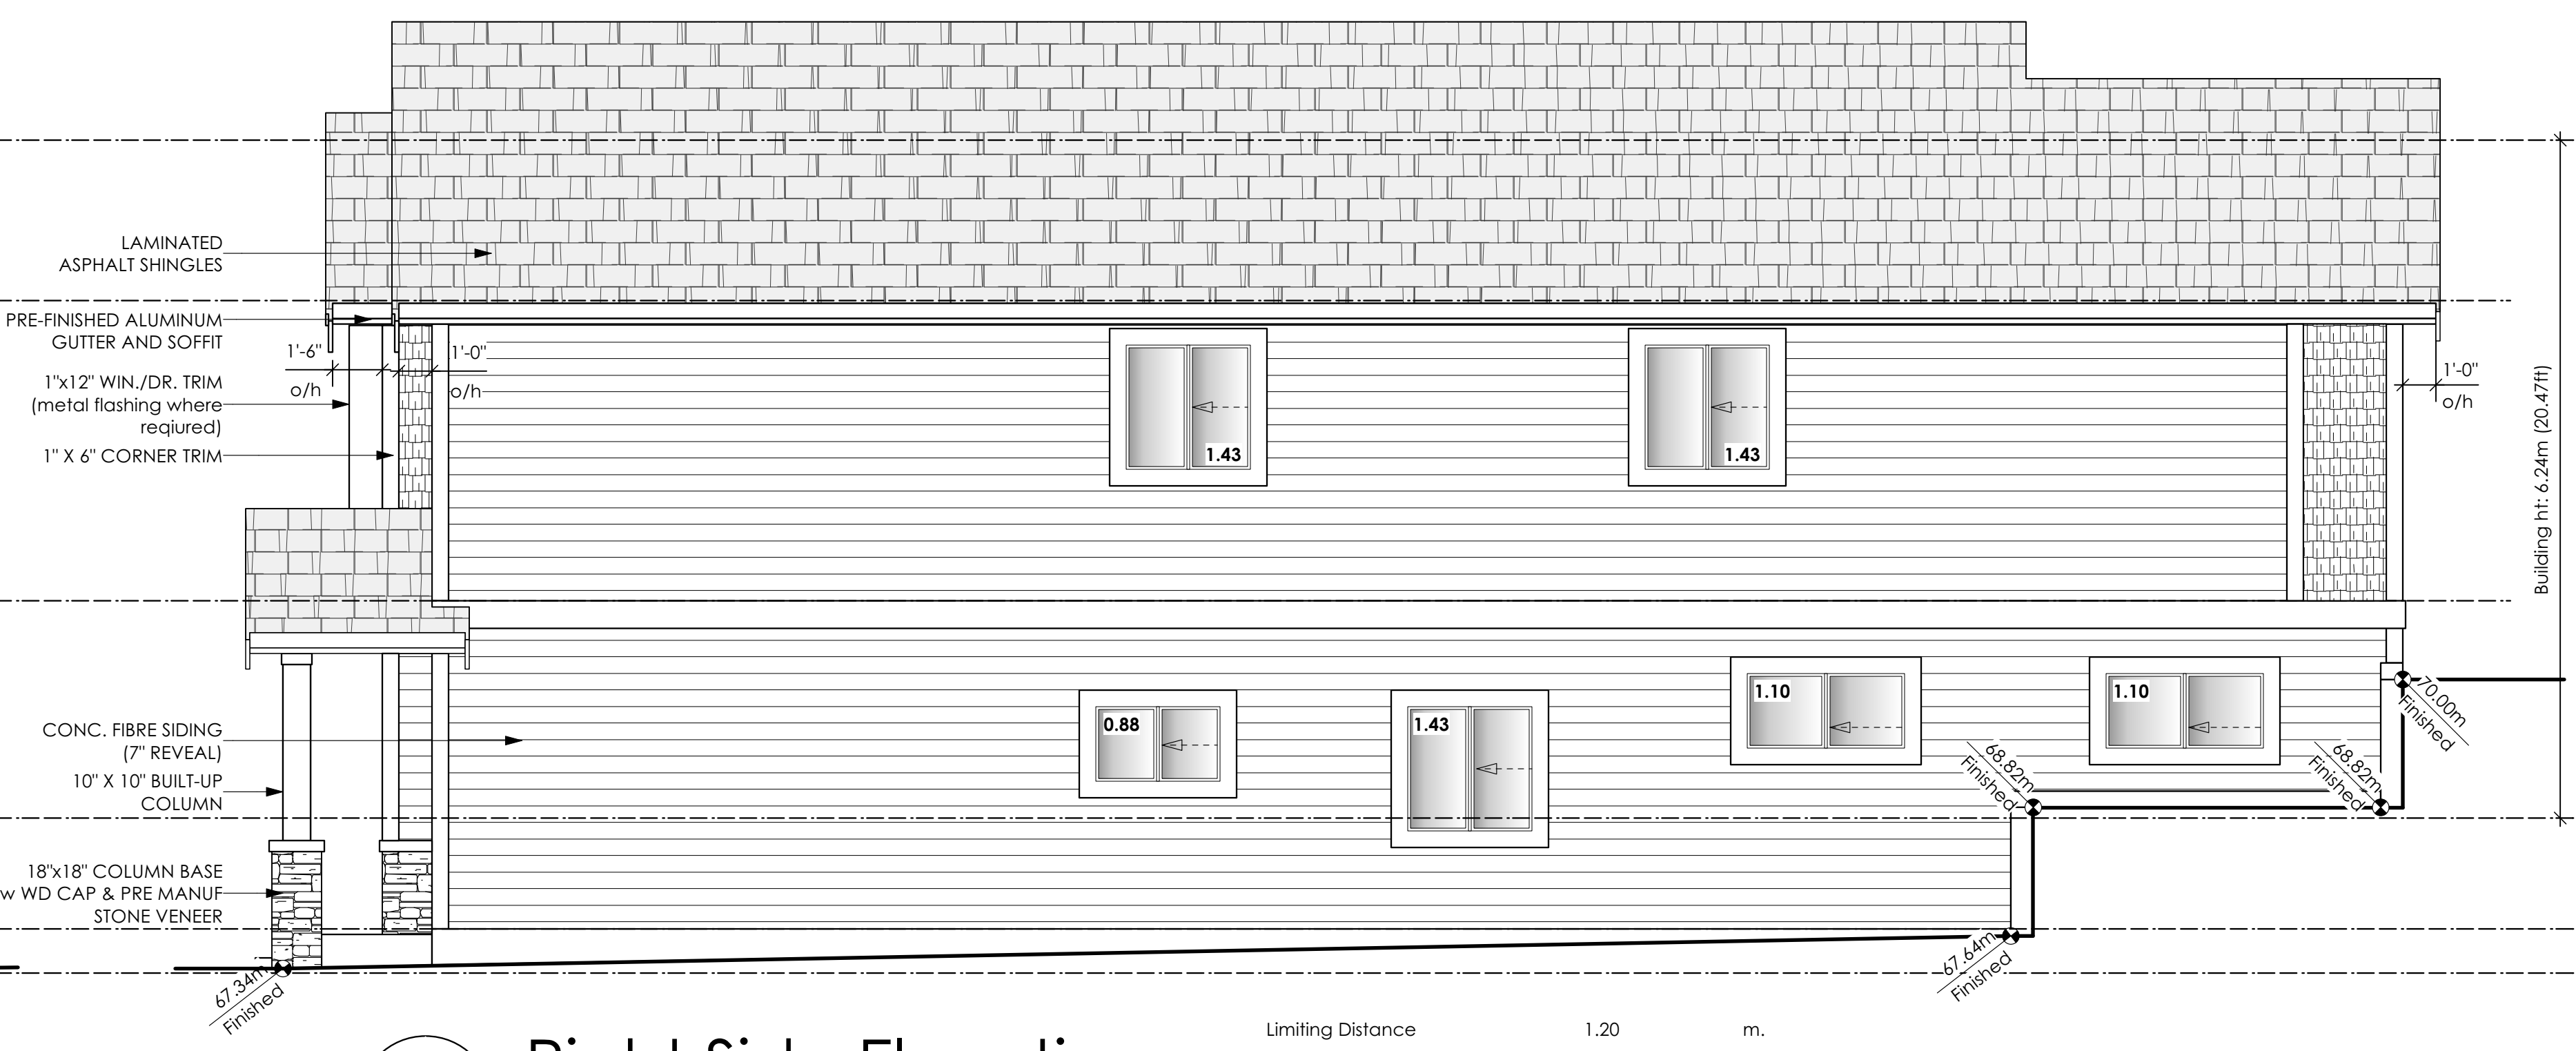 LAMINATED
ASPHALT SHINGLES
PRE-FINISHED ALUMINUM
GUTTER AND SOFFIT
1'-6"
o/h
1'-0"
o/h
1"x12" WIN./DR. TRIM
(metal flashing where
reqiured)
1" X 6" CORNER TRIM
1.43
1.43
1'-0"
o/h
Building ht: 6.24m (20.47ft)
CONC. FIBRE SIDING
(7" REVEAL)
10" X 10" BUILT-UP
COLUMN
18"x18" COLUMN BASE
w WD CAP & PRE MANUF
STONE VENEER
0.88
1.43
1.10
1.10
70.00m
Finished
68.82m
Finished
68.82m
Finished
67.34m
Finished
67.64m
Finished
Limiting Distance 1.20 m.